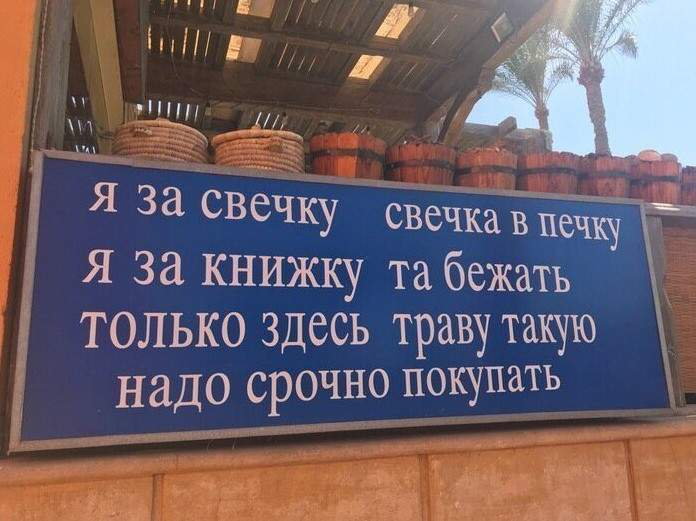 я за свечку свечка в печку
я за книжку та бежать
только здесь траву такую
надо срочно покупать